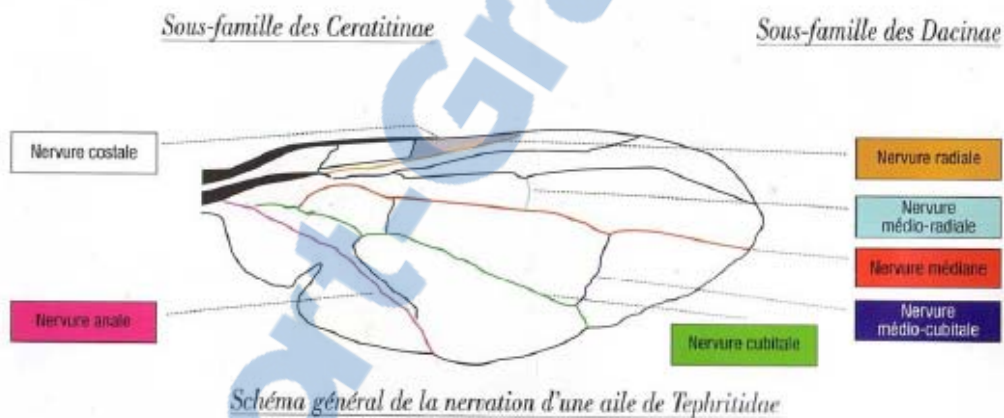 Sous-famille des Ceratitinae
Sous-famille des Dacinae
Nervure costale
Nervure radiale
Nervure
médio-radiale
Nervure médiane
Nervure anale
Nervure
médio-cubitale
Nervure cubitale
Schéma général de la nervation d'une aile de Tephritidae